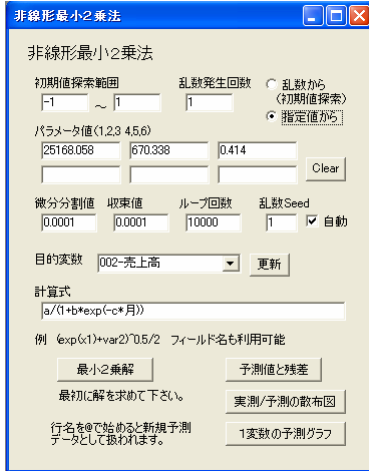 非線形最小2乗法
非線形最小2乗法
初期値探索範囲 乱数発生回数 乱数から
(初期値探索)
-1 ～ 1 1 指定値から
パラメータ値(1,2,3 4,5,6)
25168.058 670.338 0.414
Clear
微分分割値 収束値 ループ回数 乱数Seed
0.0001 0.0001 10000 1 自動
目的変数 002-売上高 更新
計算式
a/(1+b*exp(-c*月))
例 (exp(x1)+var2)^0.5/2 フィールド名も利用可能
最小2乗解 予測値と残差
最初に解を求めて下さい。 実測/予測の散布図
行名を@で始めると新規予測
データとして扱われます。 1変数の予測グラフ